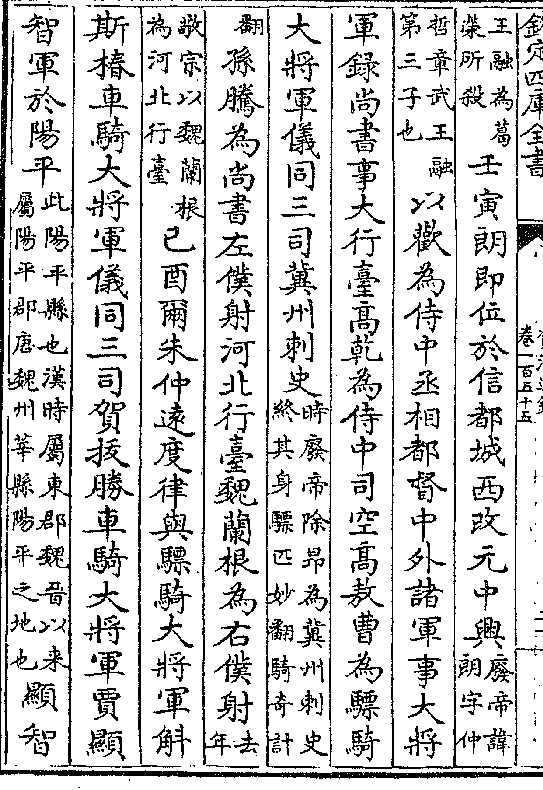 欽定四庫全書
卷一百五十五
王融為葛榮所殺壬寅朗即位於信都城西改元中興廢帝諱朗字仲
哲章武王融第三子也以歡為侍中丞相都督中外諸軍事大將
軍錄尚書事大行臺髙乾為侍中司空髙敖曹為驃騎
大將軍儀同三司冀州刺史時廢帝除昻為冀州刺史終其身驃匹妙翻騎奇計
翻孫騰為尚書左僕射河北行臺魏蘭根為右僕射去年
敬宗以魏蘭根為河北行臺己酉爾朱仲遠度律與驃騎大將軍斛
斯椿車騎大將軍儀同三司賀拔勝車騎大將軍賈顯
智軍於陽平此陽平縣也漢時屬東郡魏晉以来屬陽平郡唐魏州莘縣陽平之地也顯智